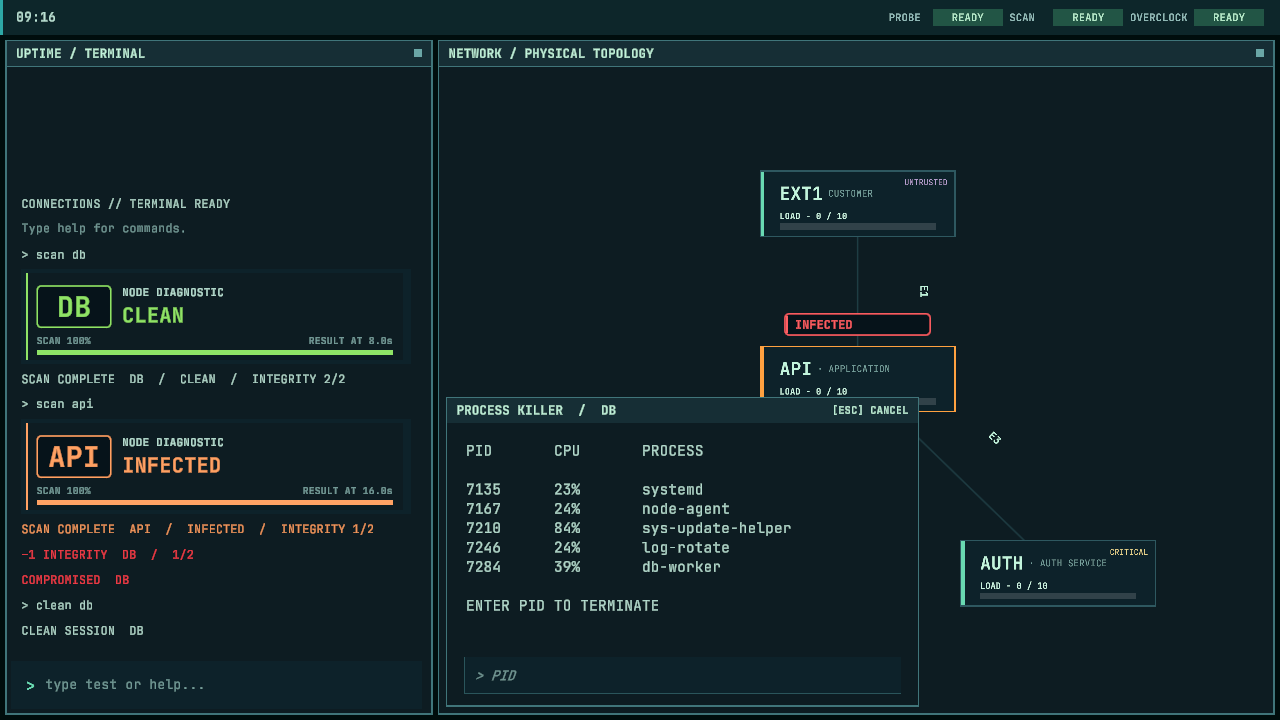 09:16
PROBE READY SCAN READY OVERCLOCK READY
UPTIME / TERMINAL
CONNECTIONS // TERMINAL READY
Type help for commands.
> scan db
DB
NODE DIAGNOSTIC
CLEAN
SCAN 100% RESULT AT 8.0s
SCAN COMPLETE DB / CLEAN / INTEGRITY 2/2
> scan api
API
NODE DIAGNOSTIC
INFECTED
SCAN 100% RESULT AT 16.0s
SCAN COMPLETE API / INFECTED / INTEGRITY 1/2
-1 INTEGRITY DB / 1/2
COMPROMISED DB
> clean db
CLEAN SESSION DB
> type test or help...
NETWORK / PHYSICAL TOPOLOGY
UNTRUSTED
EXT1 CUSTOMER
LOAD - 0 / 10
E1
INFECTED
API · APPLICATION
LOAD - 0 / 10
E3
CRITICAL
AUTH · AUTH SERVICE
LOAD - 0 / 10
PROCESS KILLER / DB [ESC] CANCEL
PID CPU PROCESS
7135 23% systemd
7167 24% node-agent
7210 84% sys-update-helper
7246 24% log-rotate
7284 39% db-worker
ENTER PID TO TERMINATE
> PID